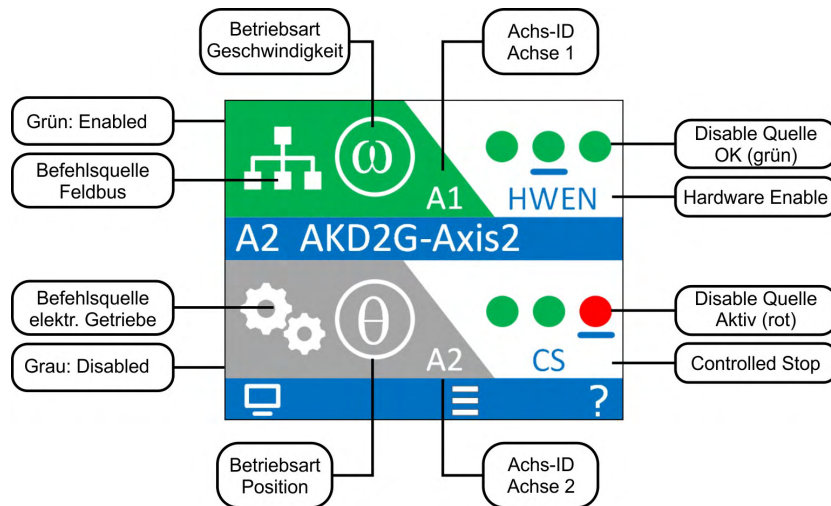 Betriebsart
Geschwindigkeit
Achs-ID
Achse 1
Grün: Enabled
Befehlsquelle
Feldbus
ω
A1
HWEN
Disable Quelle
OK (grün)
Hardware Enable
A2 AKD2G-Axis2
Befehlsquelle
elektr. Getriebe
Grau: Disabled
θ
A2
CS
Disable Quelle
Aktiv (rot)
Controlled Stop
?
Betriebsart
Position
Achs-ID
Achse 2